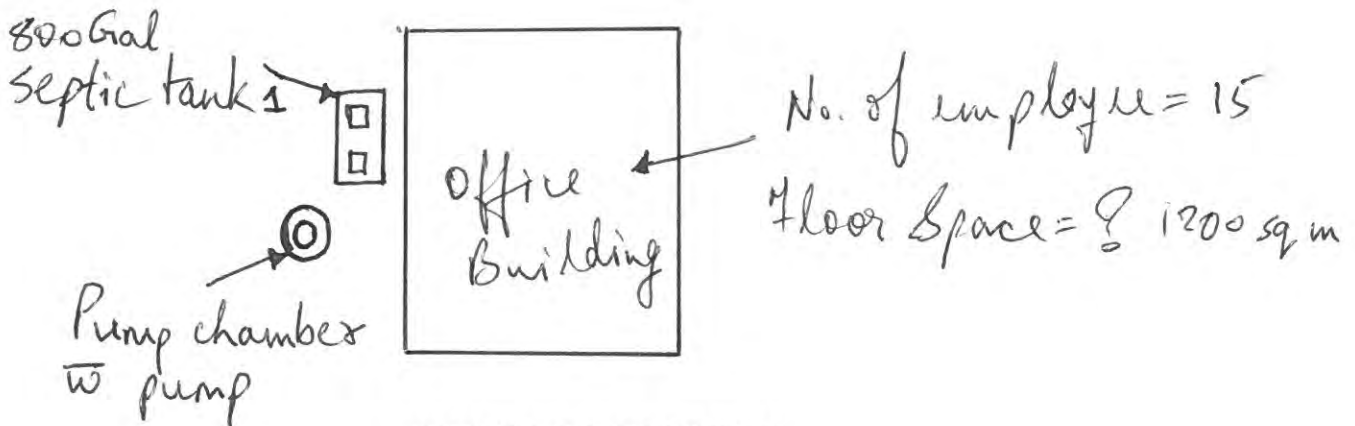 800 Gal
septic tank 1
Office
Building
No. of employee = 15
Floor Space = ? 1200 sq m
Pump chamber
w̅ pump